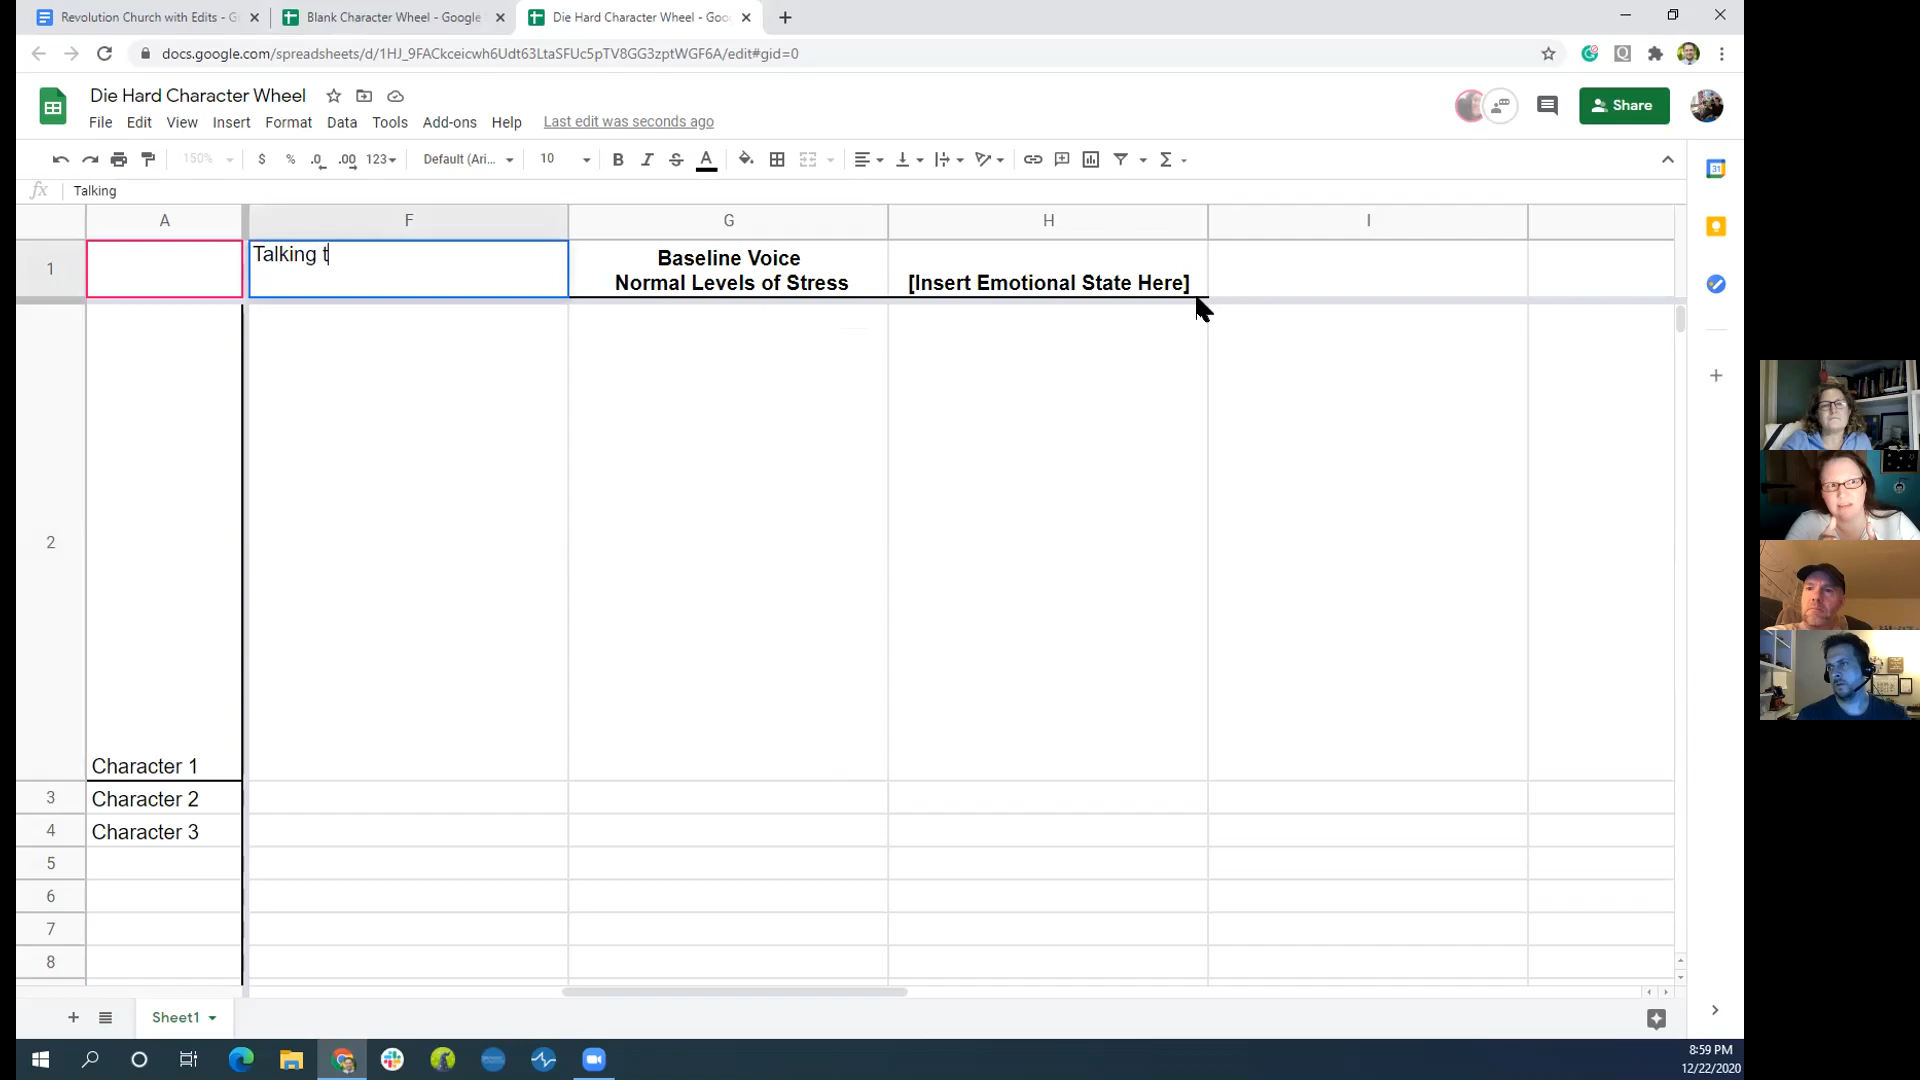 Revolution Church with Edits - G
Blank Character Wheel - Google
Die Hard Character Wheel - Goo
docs.google.com/spreadsheets/d/1HJ_9FACkceicwh6Udt63LtaSFUc5pTV8GG3zptWGF6A/edit#gid=0
Die Hard Character Wheel
Share
File Edit View Insert Format Data Tools Add-ons Help Last edit was seconds ago
150% $ % .0 .00 123 Default (Ari... 10 B I S A Σ
31
fx Talking
A F G H I
1 Talking t
Baseline Voice
Normal Levels of Stress
[Insert Emotional State Here]
2
Character 1
3 Character 2
4 Character 3
5
6
7
8
Sheet1
8:59 PM
12/22/2020